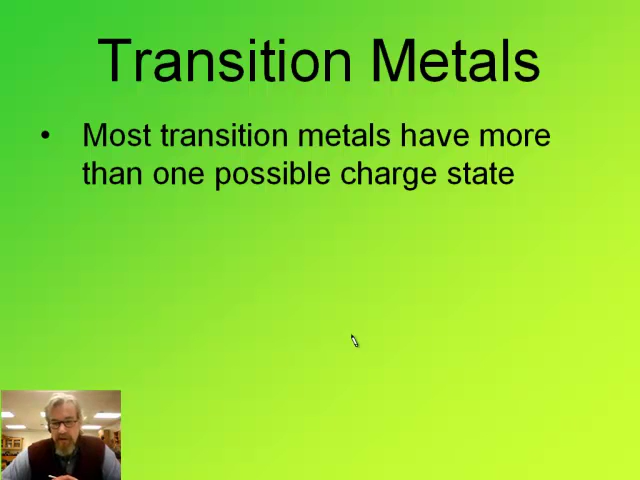 Transition Metals
• Most transition metals have more
than one possible charge state